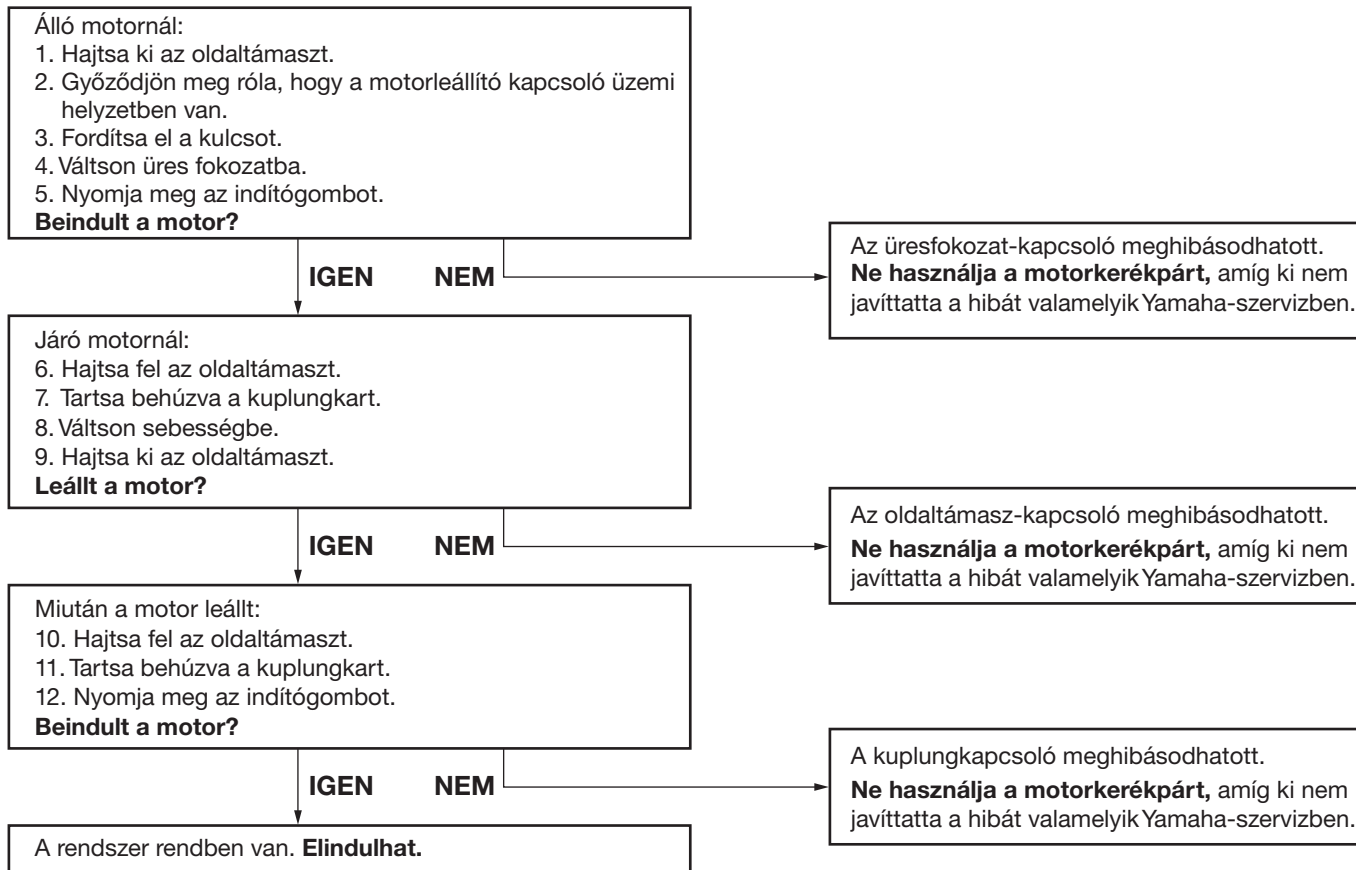 Álló motornál:
1. Hajtsa ki az oldaltámaszt.
2. Győződjön meg róla, hogy a motorleállító kapcsoló üzemi
helyzetben van.
3. Fordítsa el a kulcsot.
4. Váltson üres fokozatba.
5. Nyomja meg az indítógombot.
Beindult a motor?
IGEN NEM
Az üresfokozat-kapcsoló meghibásodhatott.
Ne használja a motorkerékpárt, amíg ki nem
javíttatta a hibát valamelyik Yamaha-szervizben.
Járó motornál:
6. Hajtsa fel az oldaltámaszt.
7. Tartsa behúzva a kuplungkart.
8. Váltson sebességbe.
9. Hajtsa ki az oldaltámaszt.
Leállt a motor?
IGEN NEM
Az oldaltámasz-kapcsoló meghibásodhatott.
Ne használja a motorkerékpárt, amíg ki nem
javíttatta a hibát valamelyik Yamaha-szervizben.
Miután a motor leállt:
10. Hajtsa fel az oldaltámaszt.
11. Tartsa behúzva a kuplungkart.
12. Nyomja meg az indítógombot.
Beindult a motor?
IGEN NEM
A kuplungkapcsoló meghibásodhatott.
Ne használja a motorkerékpárt, amíg ki nem
javíttatta a hibát valamelyik Yamaha-szervizben.
A rendszer rendben van. Elindulhat.